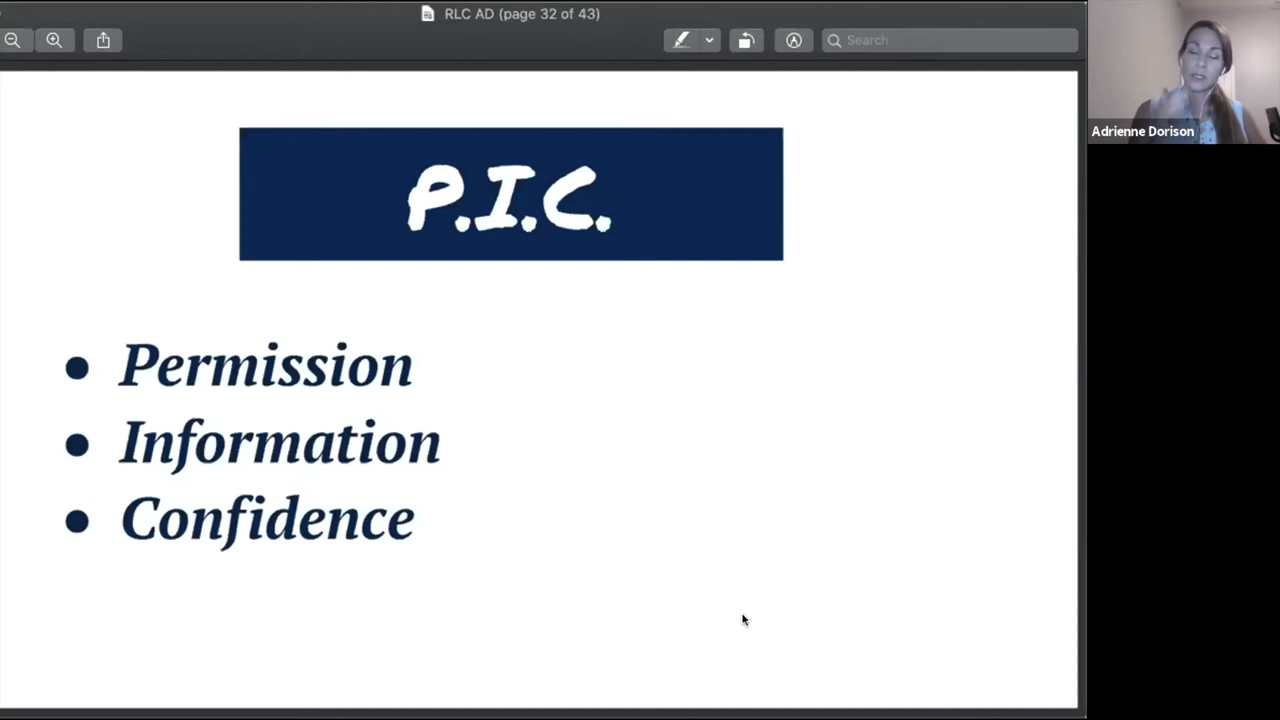 RLC AD (page 32 of 43)
Search
Adrienne Dorison
P.I.C.
• Permission
• Information
• Confidence